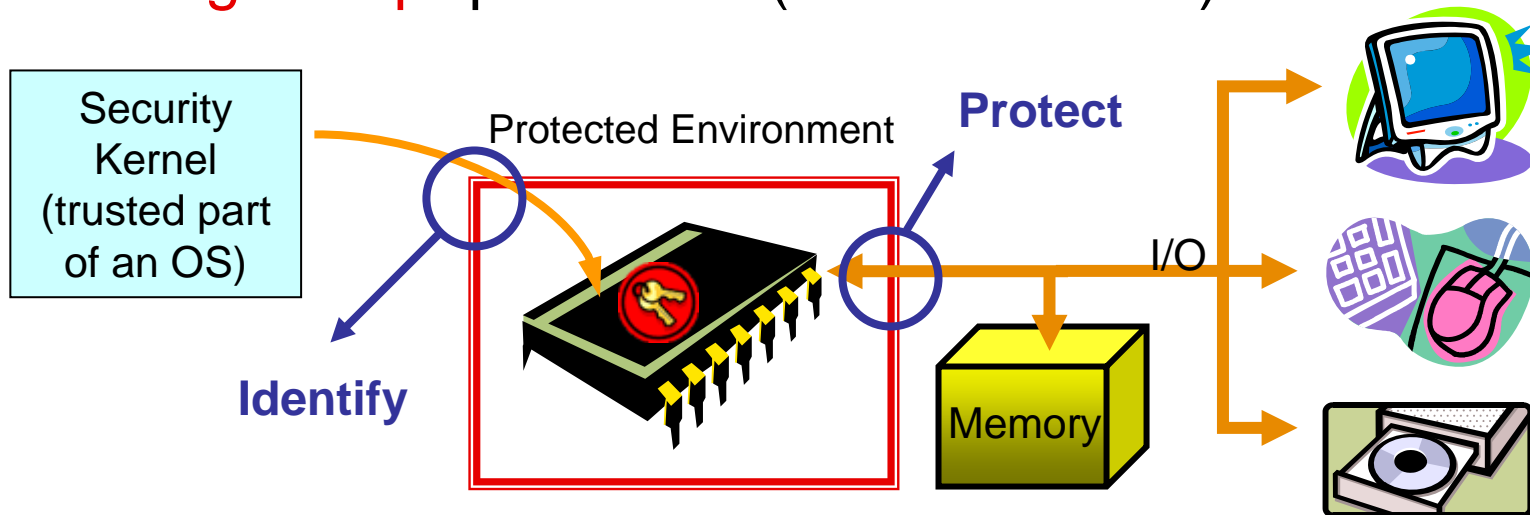 Security
Kernel
(trusted part
of an OS)
Protected Environment
Protect
I/O
Identify
Memory